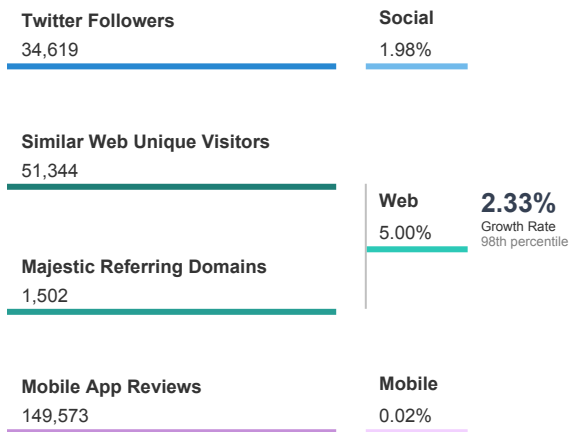 Twitter Followers
34,619
Social
1.98%
Similar Web Unique Visitors
51,344
Majestic Referring Domains
1,502
Web
5.00%
2.33%
Growth Rate
98th percentile
Mobile App Reviews
149,573
Mobile
0.02%